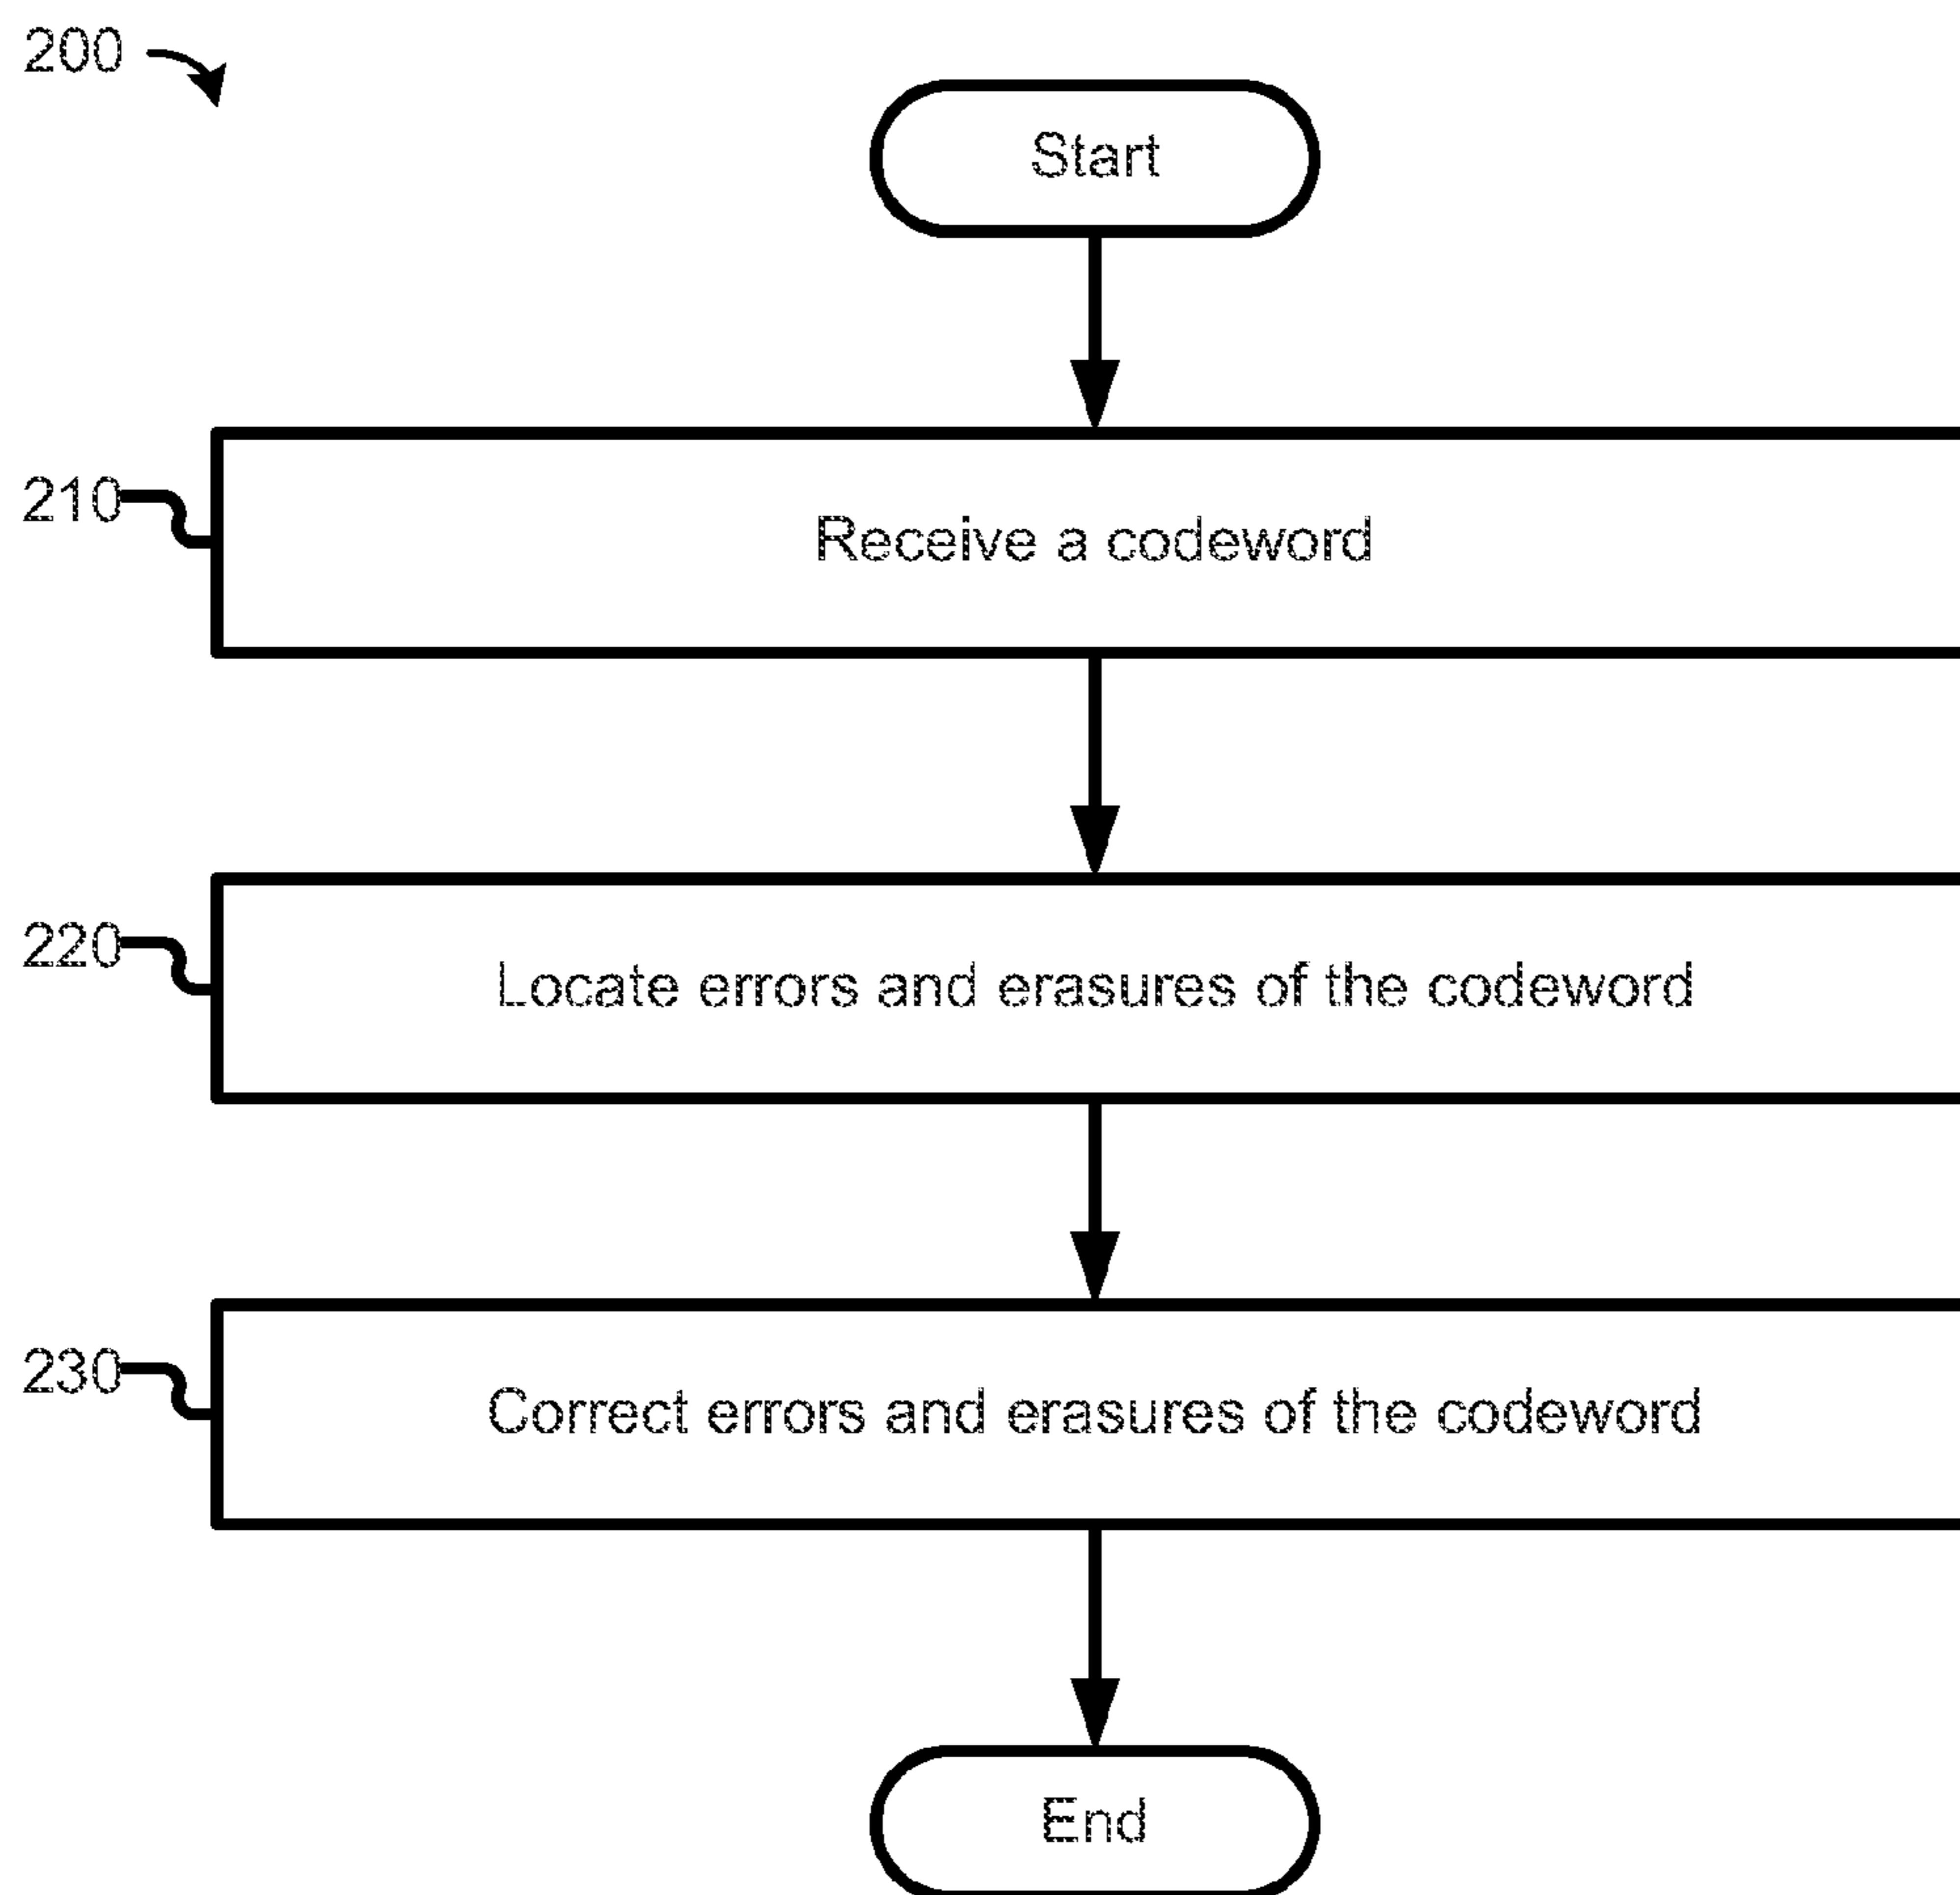 200
Start
210
Receive a codeword
220
Locate errors and erasures of the codeword
230
Correct errors and erasures of the codeword
End